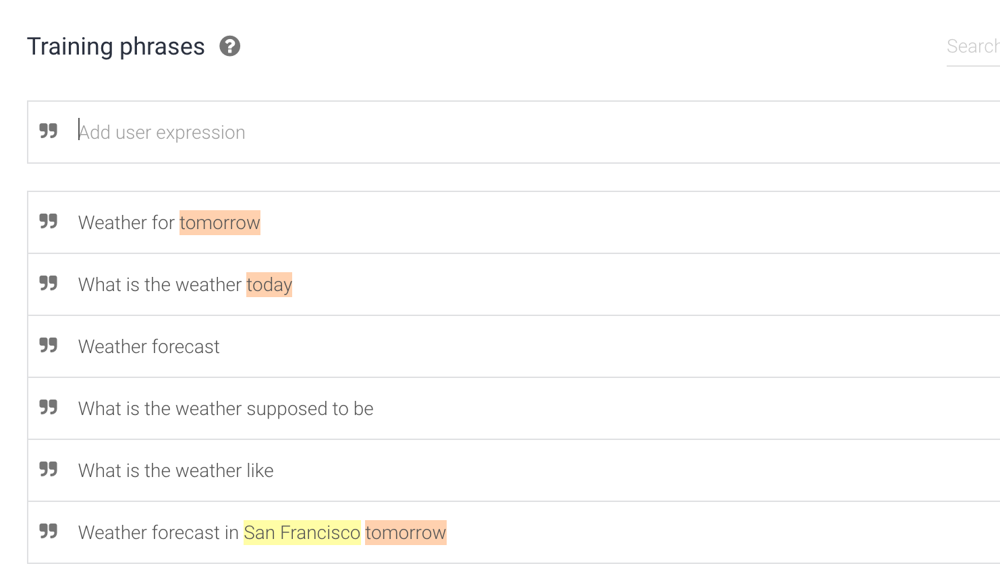 Training phrases
Search
Add user expression
Weather for tomorrow
What is the weather today
Weather forecast
What is the weather supposed to be
What is the weather like
Weather forecast in San Francisco tomorrow